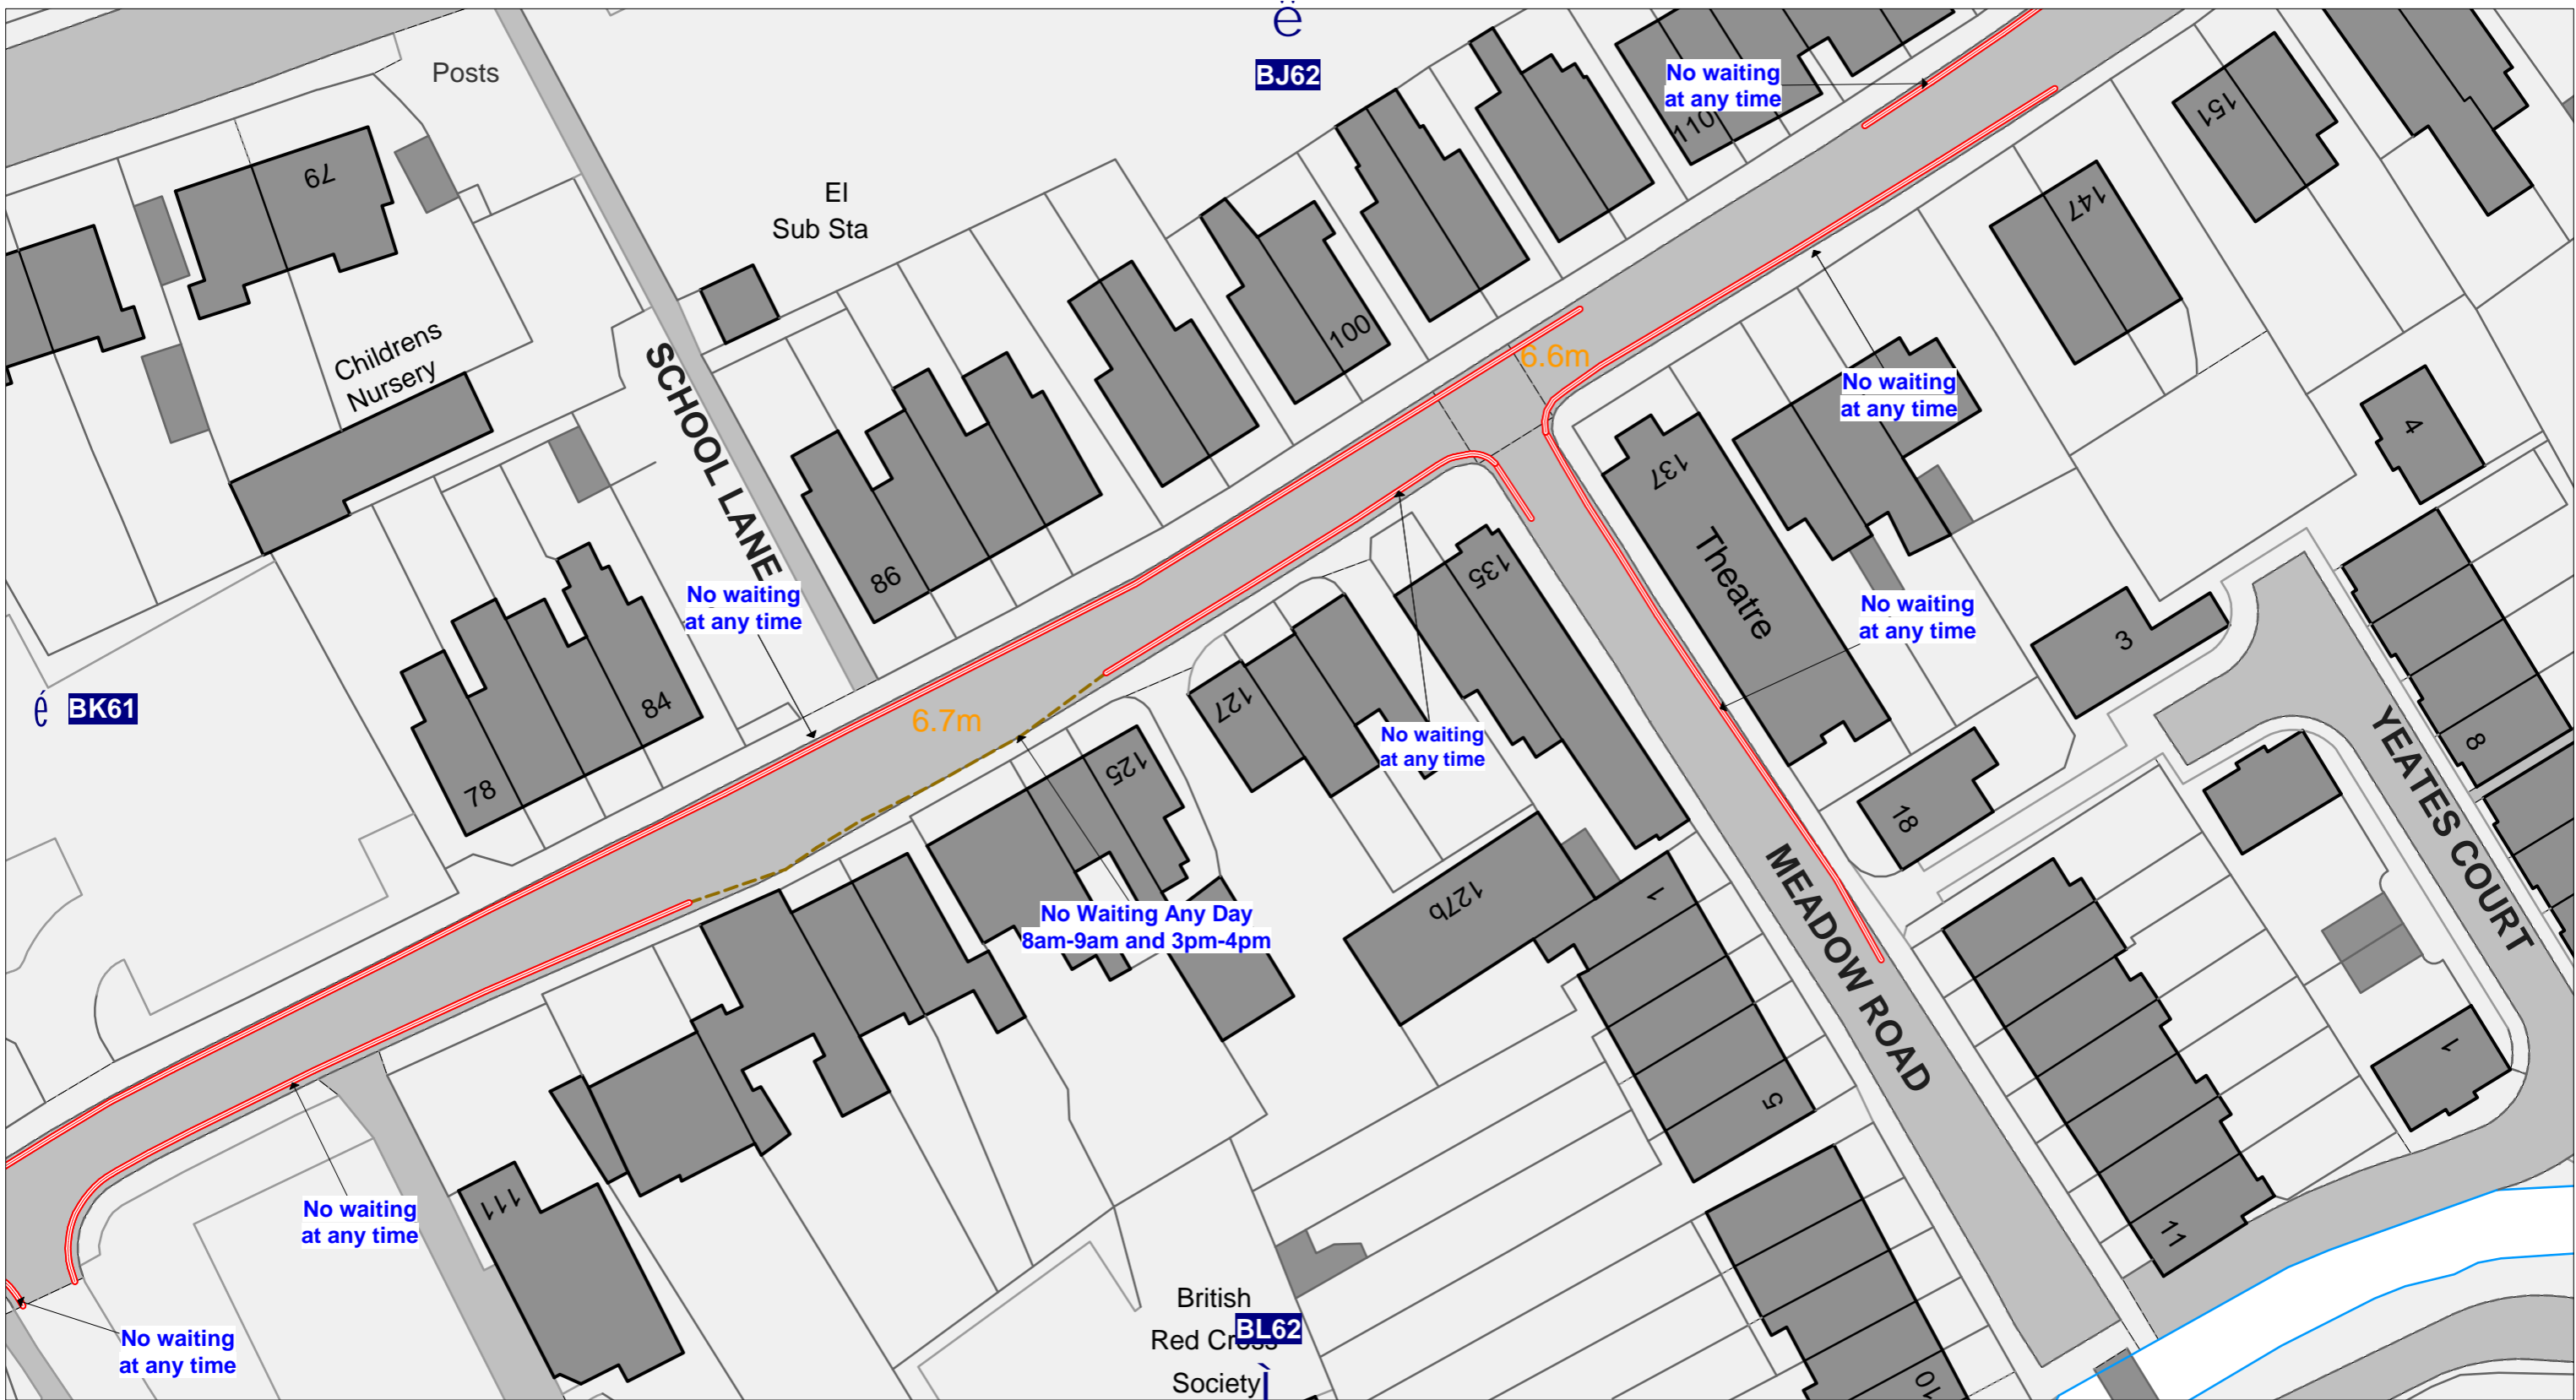 ë
BJ62
Posts
No waiting
at any time
110
151
79
147
El
Sub Sta
100
6.6m
Childrens
Nursery
SCHOOL LANE
No waiting
at any time
4
137
Theatre
135
86
No waiting
at any time
No waiting
at any time
3
127
é
BK61
84
78
6.7m
125
No waiting
at any time
8
YEATES COURT
18
127b
1
MEADOW ROAD
No Waiting Any Day
8am-9am and 3pm-4pm
1
5
11
111
No waiting
at any time
British
Red Cross
Society
BL62
ì
No waiting
at any time
10